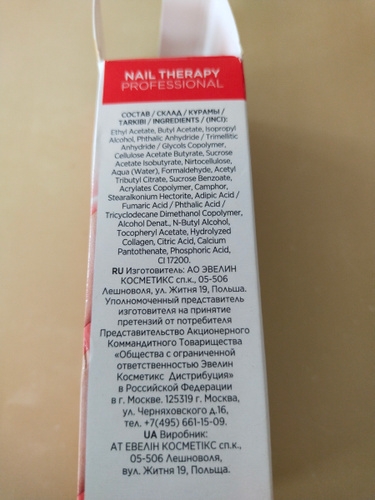 NAIL THERAPY
PROFESSIONAL
СОСТАВ / СКЛАД / ҚҰРАМЫ /
TARKIBI / INGREDIENTS / (INCI):
Ethyl Acetate, Butyl Acetate, Isopropyl
Alcohol, Phthalic Anhydride / Trimellitic
Anhydride / Glycols Copolymer,
Cellulose Acetate Butyrate, Sucrose
Acetate Isobutyrate, Nirtocellulose,
Aqua (Water), Formaldehyde, Acetyl
Tributyl Citrate, Sucrose Benzoate,
Acrylates Copolymer, Camphor,
Stearalkonium Hectorite, Adipic Acid /
Fumaric Acid / Phthalic Acid /
Tricyclodecane Dimethanol Copolymer,
Alcohol Denat., N-Butyl Alcohol,
Tocopheryl Acetate, Hydrolyzed
Collagen, Citric Acid, Calcium
Pantothenate, Phosphoric Acid,
CI 17200.
RU Изготовитель: АО ЭВЕЛИН
КОСМЕТИКС сп.к., 05-506
Лешноволя, ул. Житня 19, Польша.
Уполномоченный представитель
изготовителя на принятие
претензий от потребителя
Представительство Акционерного
Коммандитного Товарищества
«Общества с ограниченной
ответственностью Эвелин
Косметикс Дистрибуция»
в Российской Федерации
в г. Москве. 125319 г. Москва,
ул. Черняховского д.16,
тел. +7(495) 661-15-09.
UA Виробник:
АТ ЕВЕЛІН КОСМЕТІКС сп.к.,
05-506 Лешноволя,
вул. Житня 19, Польща.